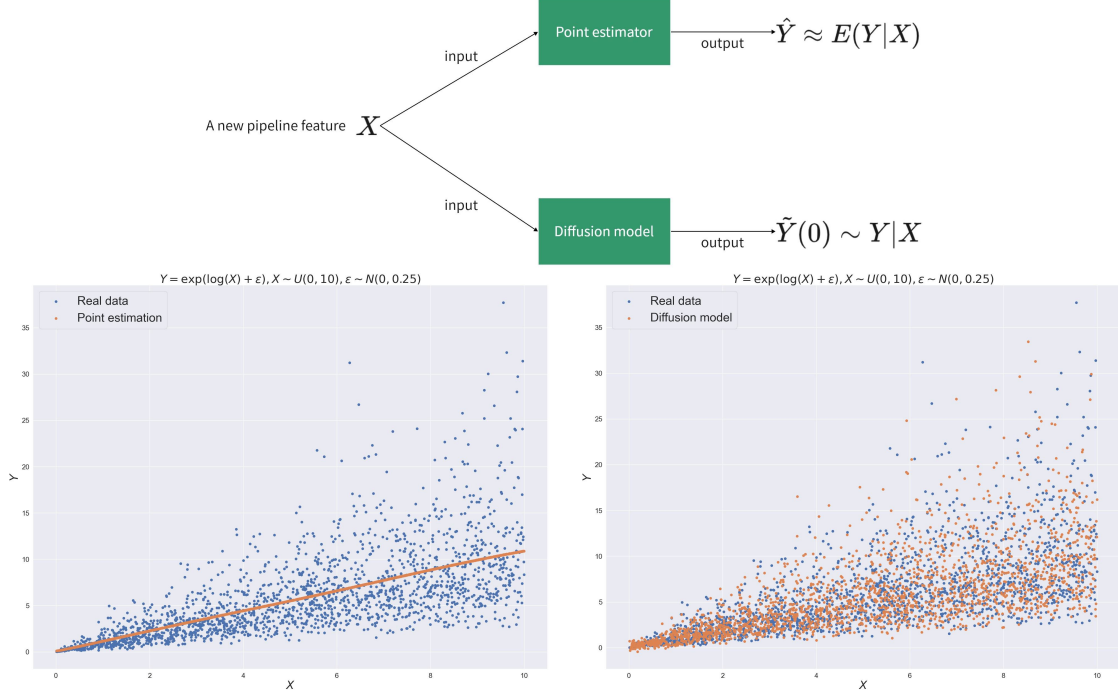 Point estimator
input
output
Ŷ ≈ E(Y|X)
A new pipeline feature X
input
Diffusion model
output
Ỹ(0) ∼ Y|X
Y = exp(log(X) + ε), X ∼ U(0, 10), ε ∼ N(0, 0.25)
Real data
Point estimation
35
30
25
20
15
10
5
0
Y
0 2 4 6 8 10
X
Y = exp(log(X) + ε), X ∼ U(0, 10), ε ∼ N(0, 0.25)
Real data
Diffusion model
35
30
25
20
15
10
5
0
Y
0 2 4 6 8 10
X